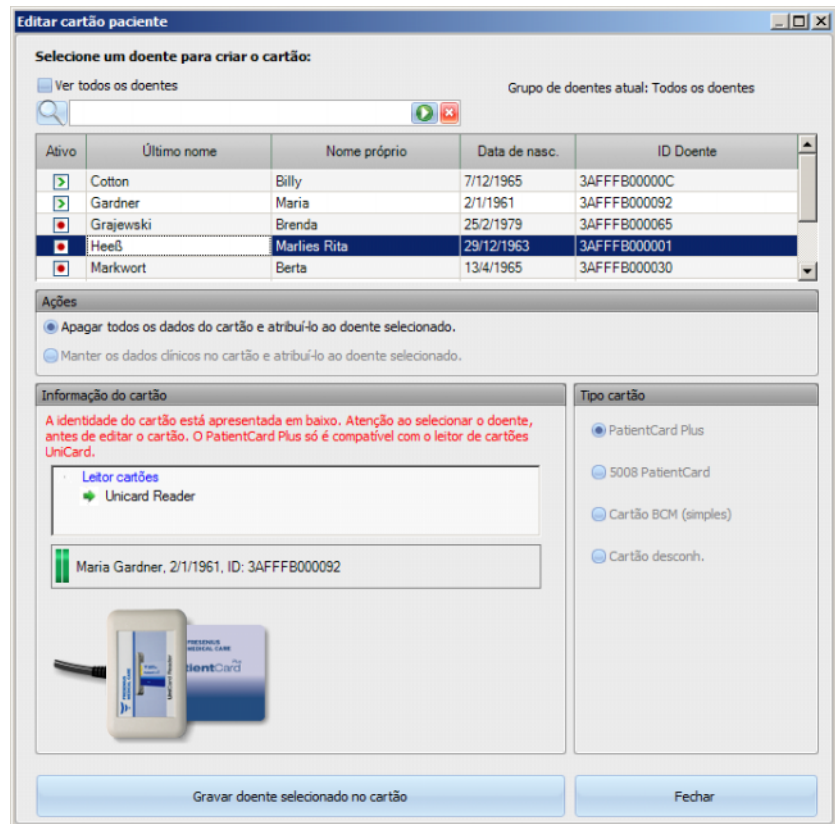 Editar cartão paciente
Selecione um doente para criar o cartão:
Ver todos os doentes
Grupo de doentes atual: Todos os doentes
Ativo Último nome Nome próprio Data de nasc. ID Doente
Cotton Billy 7/12/1965 3AFFFB00000C
Gardner Maria 2/1/1961 3AFFFB000092
Grajewski Brenda 25/2/1979 3AFFFB000065
Heeß Marlies Rita 29/12/1963 3AFFFB000001
Markwort Berta 13/4/1965 3AFFFB000030
Ações
Apagar todos os dados do cartão e atribuí-lo ao doente selecionado.
Manter os dados clínicos no cartão e atribuí-lo ao doente selecionado.
Informação do cartão
A identidade do cartão está apresentada em baixo. Atenção ao selecionar o doente,
antes de editar o cartão. O PatientCard Plus só é compatível com o leitor de cartões
UniCard.
Leitor cartões
Unicard Reader
Maria Gardner, 2/1/1961, ID: 3AFFFB000092
FRESENIUS
MEDICAL CARE
Plus
tientCard
UniCard Reader
FRESENIUS
MEDICAL CARE
Tipo cartão
PatientCard Plus
5008 PatientCard
Cartão BCM (simples)
Cartão desconh.
Gravar doente selecionado no cartão
Fechar